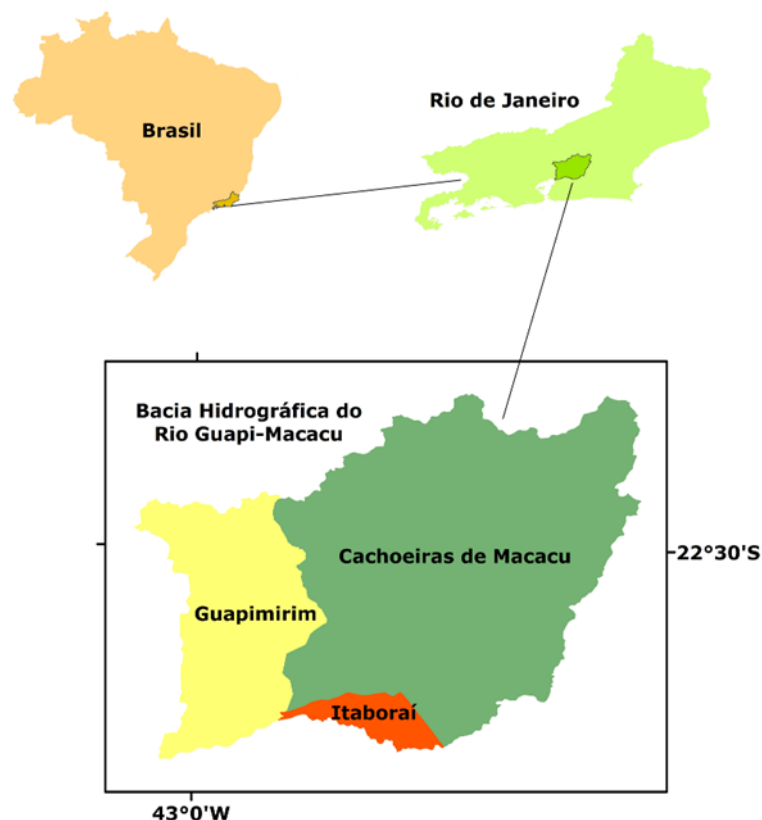 Brasil
Rio de Janeiro
Bacia Hidrográfica do
Rio Guapi-Macacu
Cachoeiras de Macacu
22°30'S
Guapimirim
Itaboraí
43°0'W